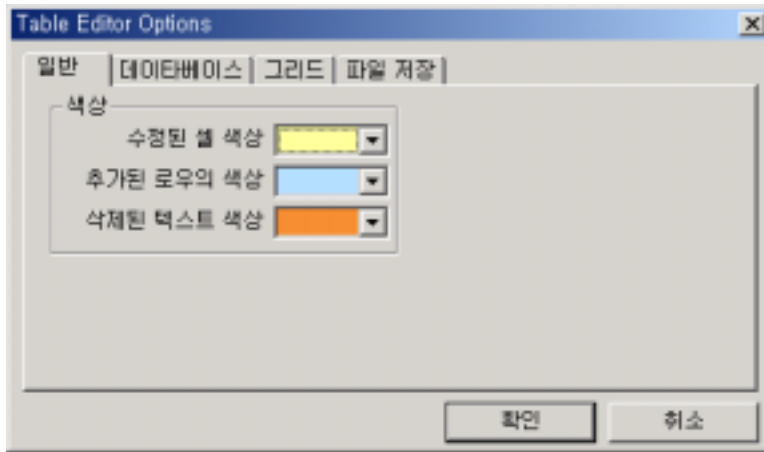 Table Editor Options
일반 데이타베이스 그리드 파일 저장
색상
수정된 셀 색상
추가된 로우의 색상
삭제된 텍스트 색상
확인 취소